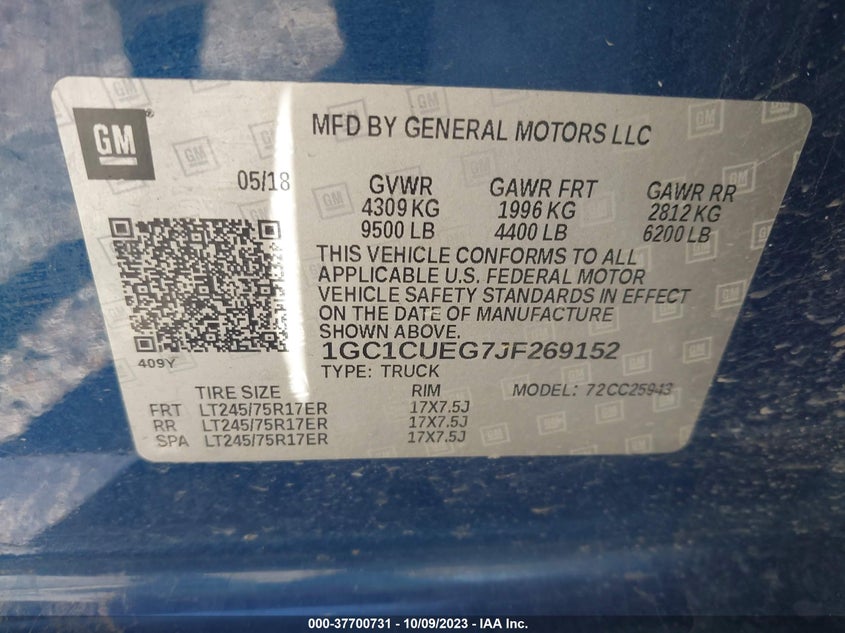 GM
MFD BY GENERAL MOTORS LLC
05/18
GVWR GAWR FRT GAWR RR
4309 KG 1996 KG 2812 KG
9500 LB 4400 LB 6200 LB
THIS VEHICLE CONFORMS TO ALL
APPLICABLE U.S. FEDERAL MOTOR
VEHICLE SAFETY STANDARDS IN EFFECT
ON THE DATE OF MANUFACTURE
SHOWN ABOVE.
1GC1CUEG7JF269152
409Y
TYPE: TRUCK
TIRE SIZE RIM MODEL: 72CC25943
FRT LT245/75R17ER 17X7.5J
RR LT245/75R17ER 17X7.5J
SPA LT245/75R17ER 17X7.5J
000-37700731 - 10/09/2023 - IAA Inc.